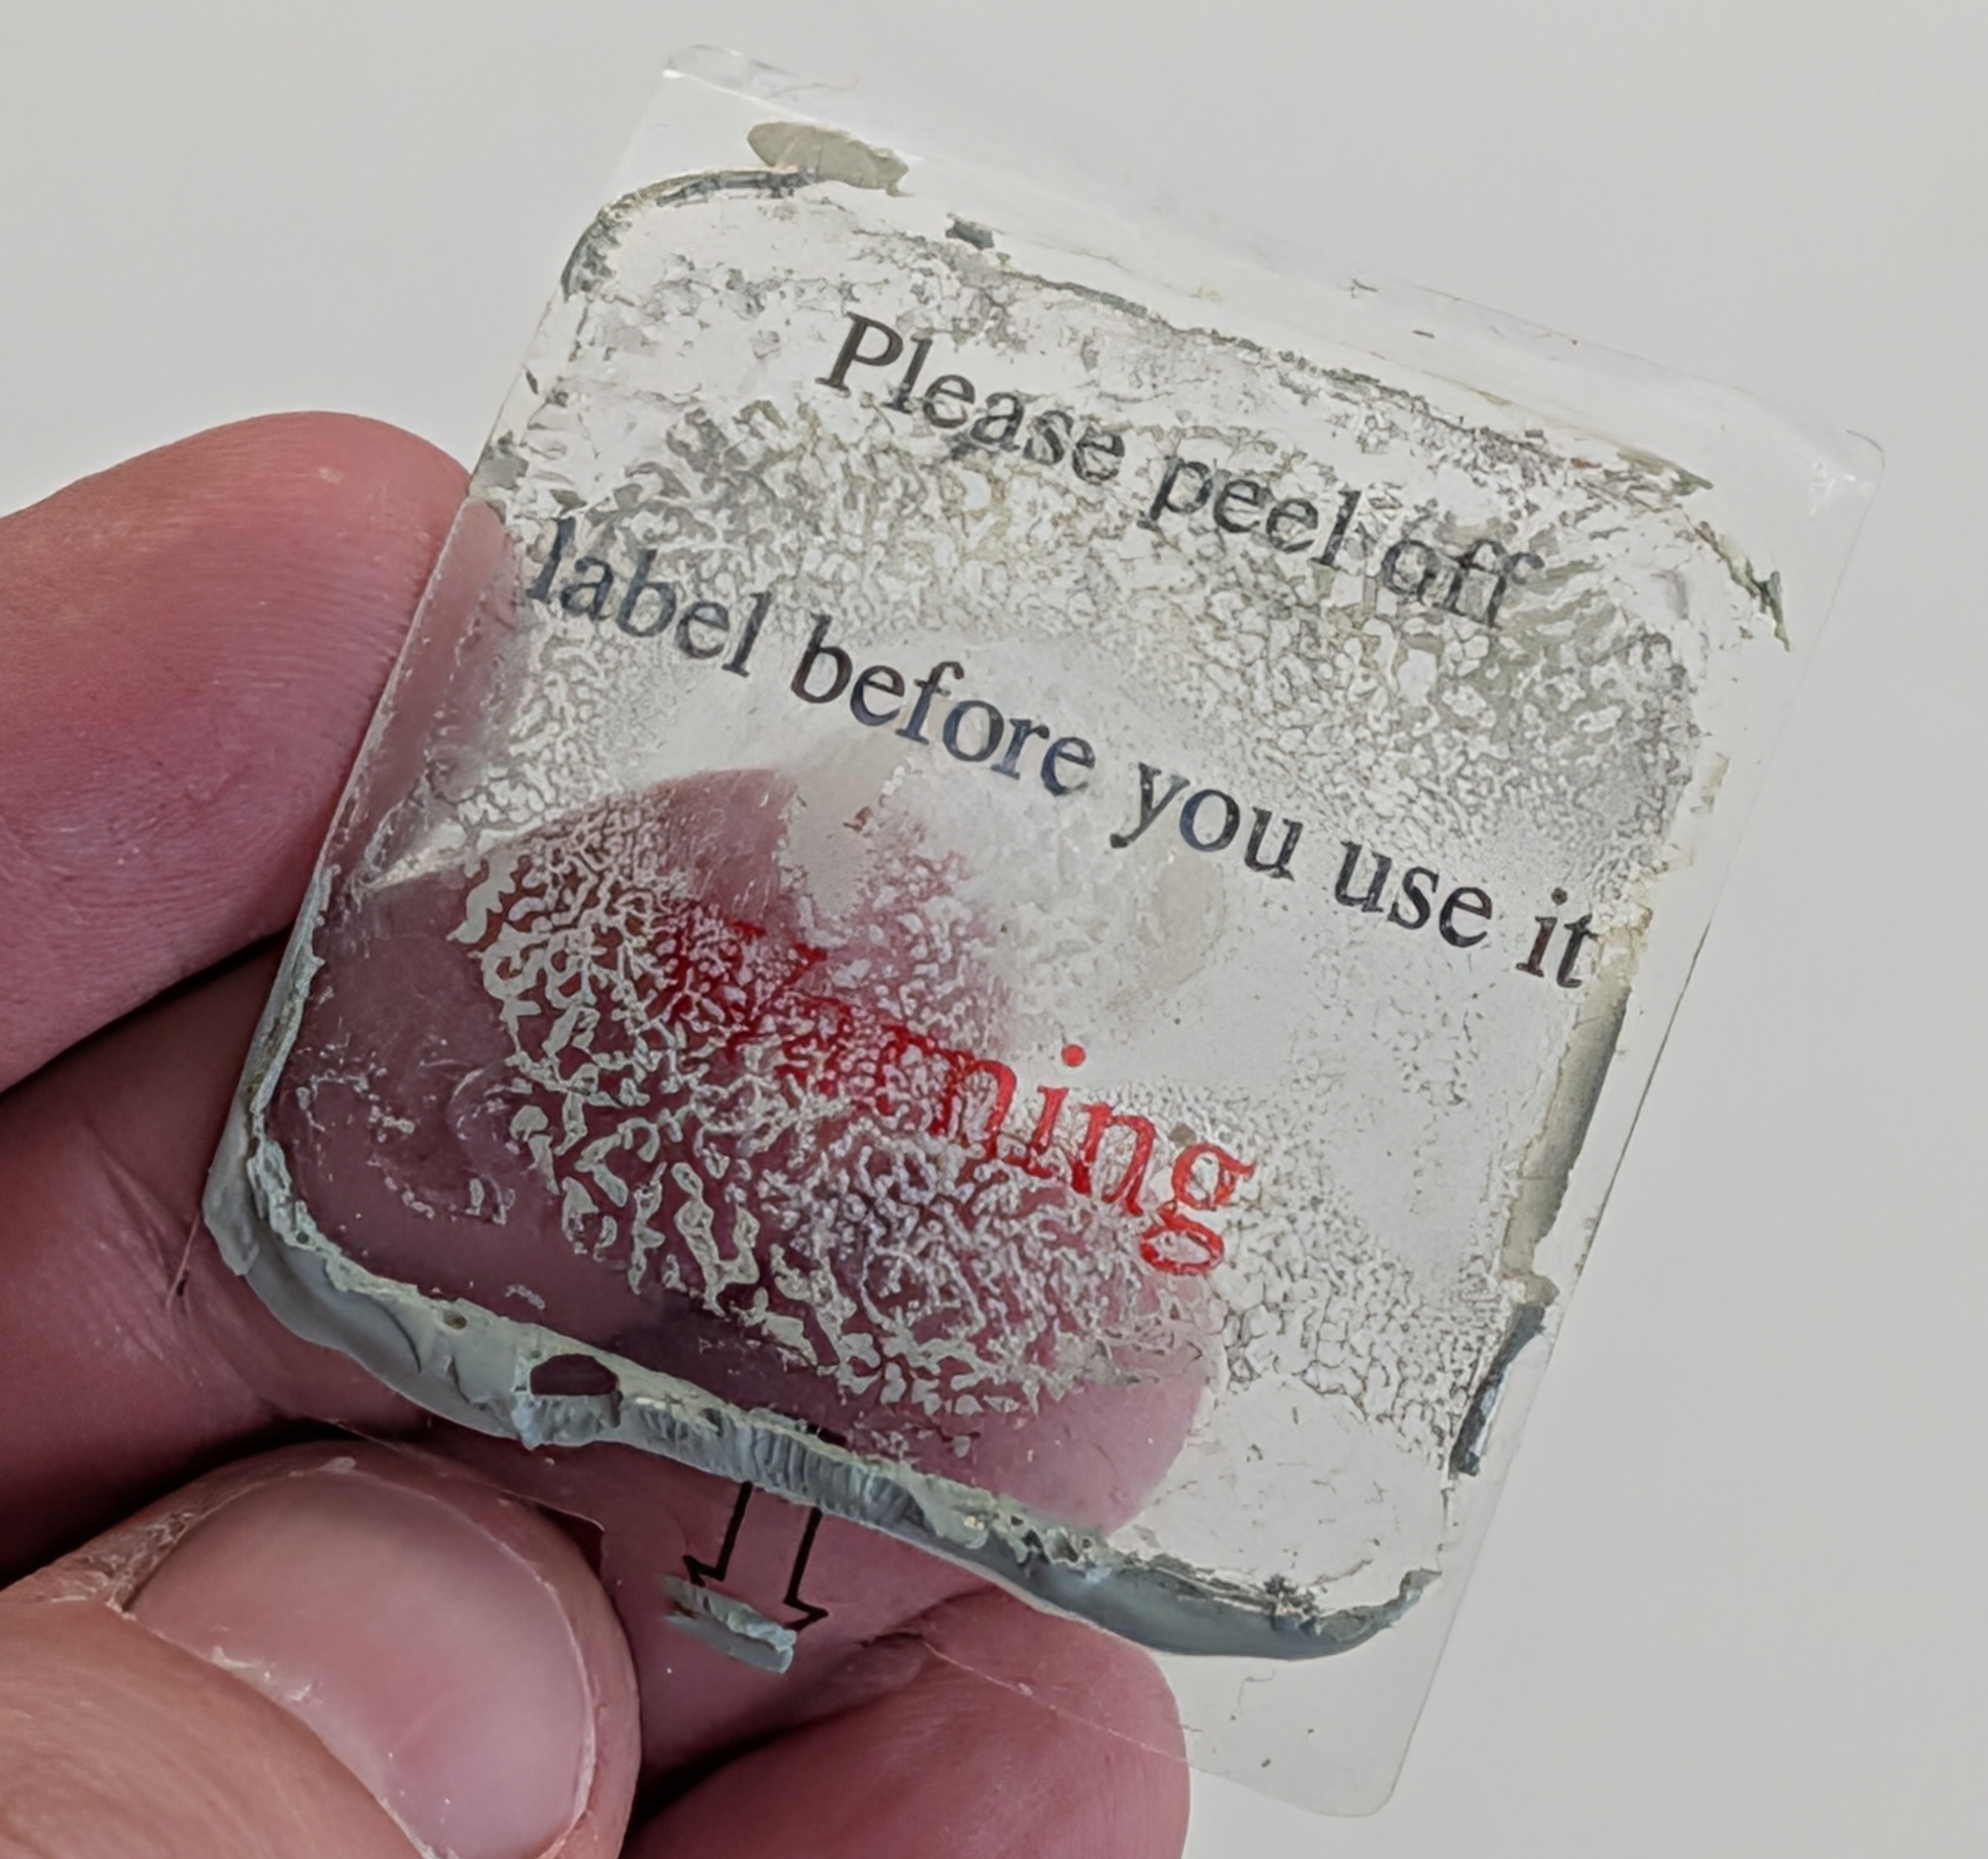 Please peel off
label before you use it
Warning